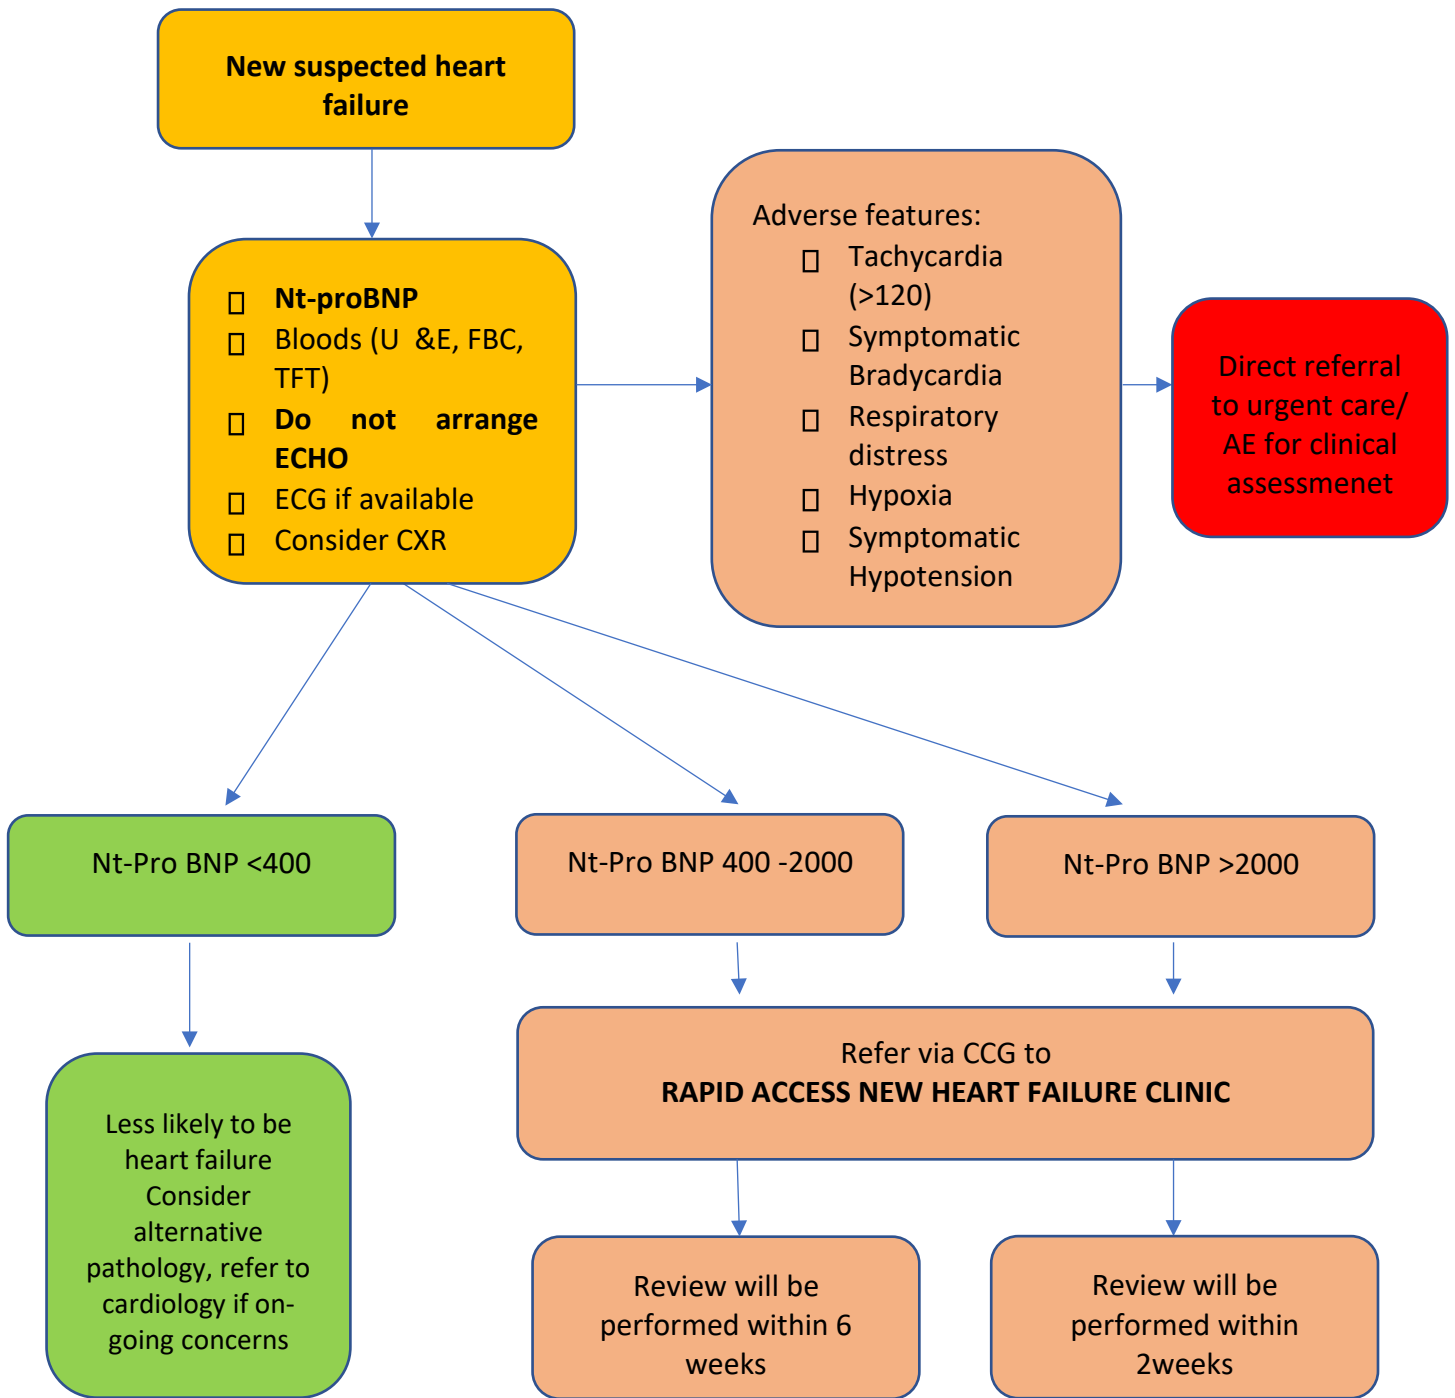 New suspected heart
failure
Nt-proBNP
Bloods (U &E, FBC,
TFT)
Do not arrange
ECHO
ECG if available
Consider CXR
Adverse features:
Tachycardia
(>120)
Symptomatic
Bradycardia
Respiratory
distress
Hypoxia
Symptomatic
Hypotension
Direct referral
to urgent care/
AE for clinical
assessmenet
Nt-Pro BNP <400
Nt-Pro BNP 400 -2000
Nt-Pro BNP >2000
Refer via CCG to
RAPID ACCESS NEW HEART FAILURE CLINIC
Less likely to be
heart failure
Consider
alternative
pathology, refer to
cardiology if on-
going concerns
Review will be
performed within 6
weeks
Review will be
performed within
2weeks